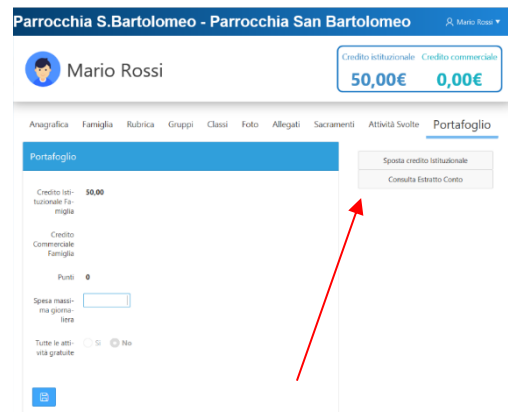 Parrocchia S.Bartolomeo - Parrocchia San Bartolomeo
Mario Rossi
Mario Rossi
Credito istituzionale Credito commerciale
50,00€ 0,00€
Anagrafica Famiglia Rubrica Gruppi Classi Foto Allegati Sacramenti Attività Svolte Portafoglio
Portafoglio
Sposta credito Istituzionale
Consulta Estratto Conto
Credito Isti-
tuzionale Fa-
miglia
50,00
Credito
Commerciale
Famiglia
Punti 0
Spesa massi-
ma giorna-
liera
Tutte le atti-
vità gratuite
Si No